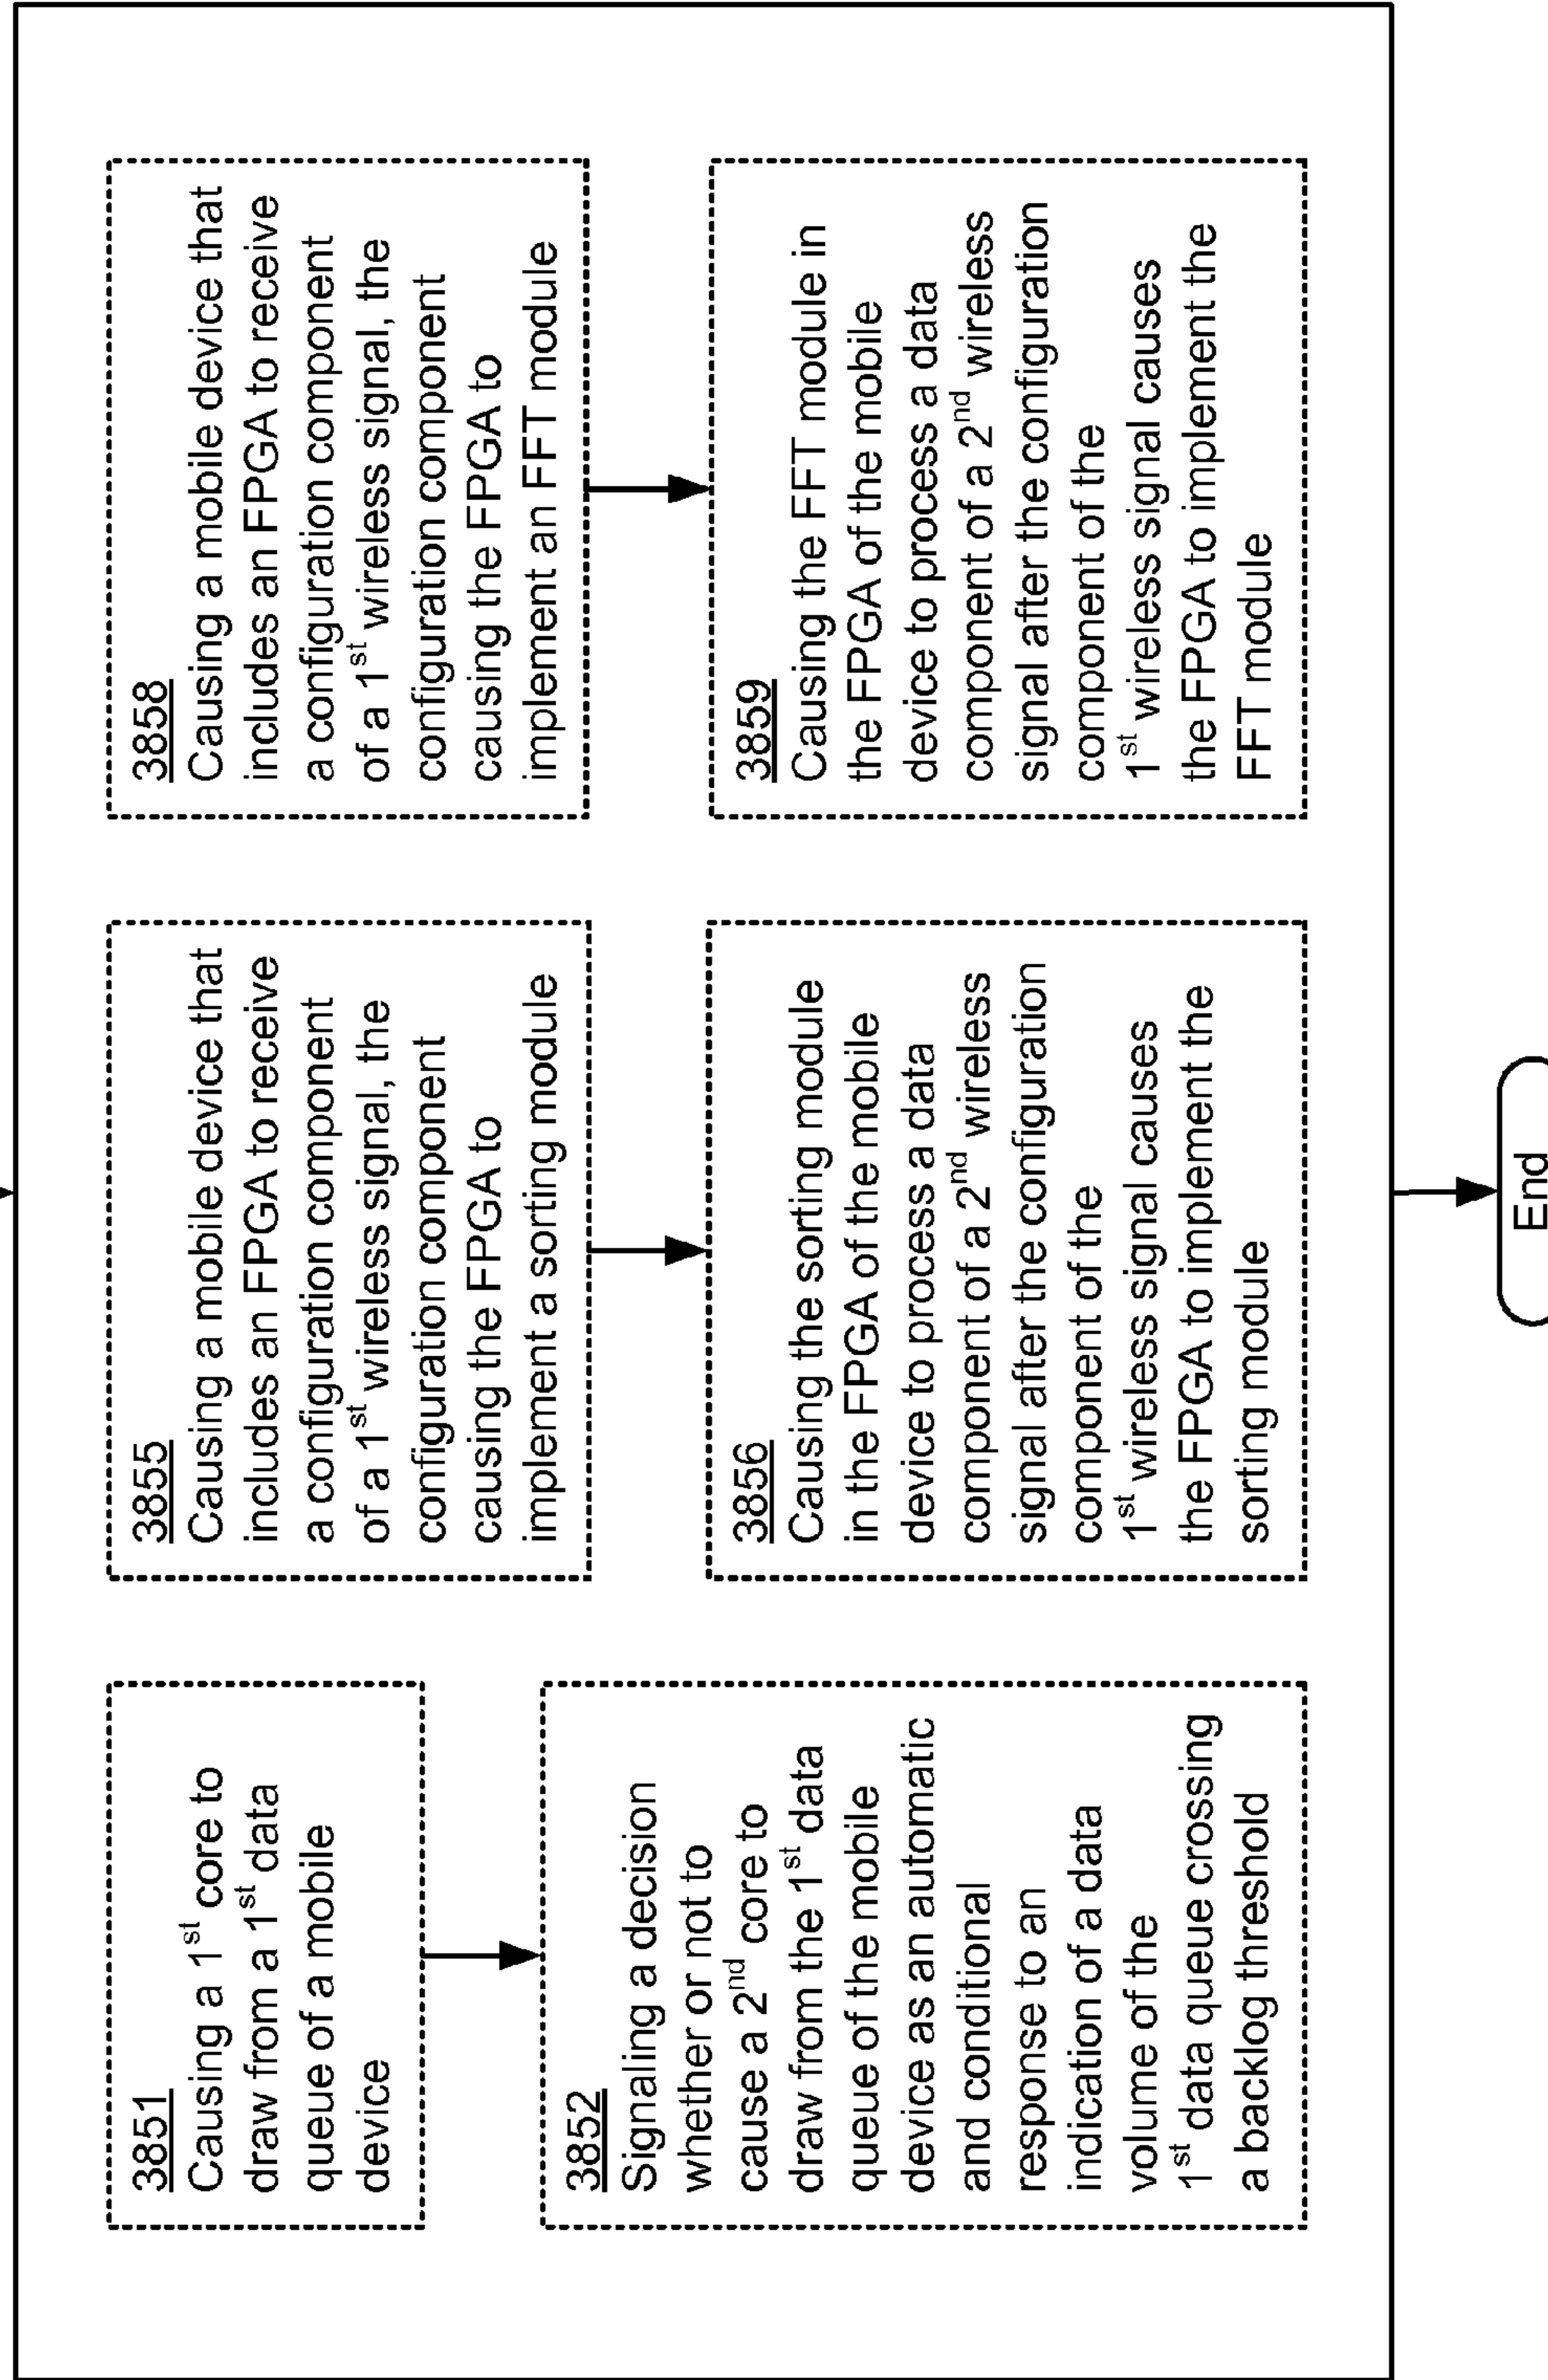 3851
Causing a 1st core to
draw from a 1st data
queue of a mobile
device
3852
Signaling a decision
whether or not to
cause a 2nd core to
draw from the 1st data
queue of the mobile
device as an automatic
and conditional
response to an
indication of a data
volume of the
1st data queue crossing
a backlog threshold
3855
Causing a mobile device that
includes an FPGA to receive
a configuration component
of a 1st wireless signal, the
configuration component
causing the FPGA to
implement a sorting module
3856
Causing the sorting module
in the FPGA of the mobile
device to process a data
component of a 2nd wireless
signal after the configuration
component of the
1st wireless signal causes
the FPGA to implement the
sorting module
3858
Causing a mobile device that
includes an FPGA to receive
a configuration component
of a 1st wireless signal, the
configuration component
causing the FPGA to
implement an FFT module
3859
Causing the FFT module in
the FPGA of the mobile
device to process a data
component of a 2nd wireless
signal after the configuration
component of the
1st wireless signal causes
the FPGA to implement the
FFT module
End